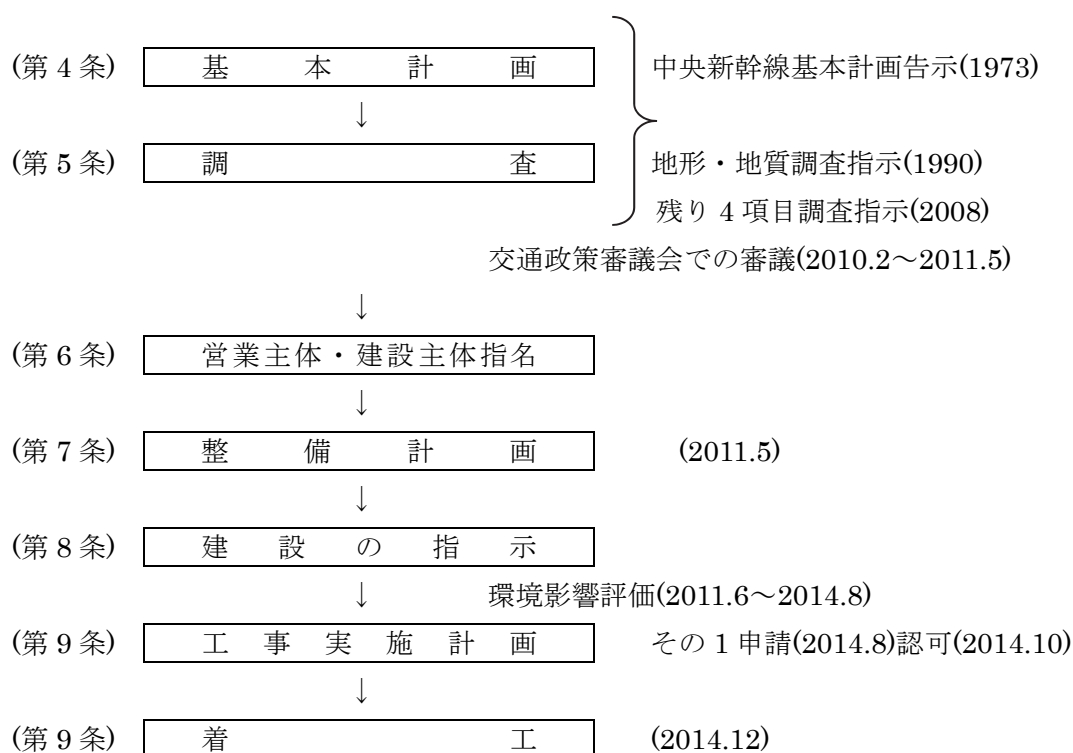 (第 4 条) 基本計画 中央新幹線基本計画告示(1973)
↓
(第 5 条) 調査 地形・地質調査指示(1990)
残り 4 項目調査指示(2008)
交通政策審議会での審議(2010.2～2011.5)
↓
(第 6 条) 営業主体・建設主体指名
↓
(第 7 条) 整備計画 (2011.5)
↓
(第 8 条) 建設の指示
↓ 環境影響評価(2011.6～2014.8)
(第 9 条) 工事実施計画 その 1 申請(2014.8)認可(2014.10)
↓
(第 9 条) 着工 (2014.12)